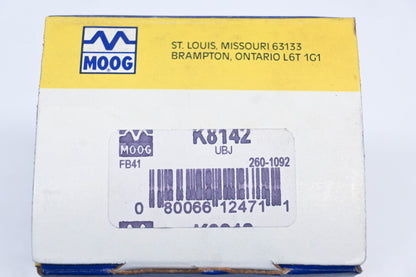 MOOG
ST. LOUIS, MISSOURI 63133
BRAMPTON, ONTARIO L6T 1G1
K8142
MOOG
UBJ
FB41
260-1092
0 80066 12471 1